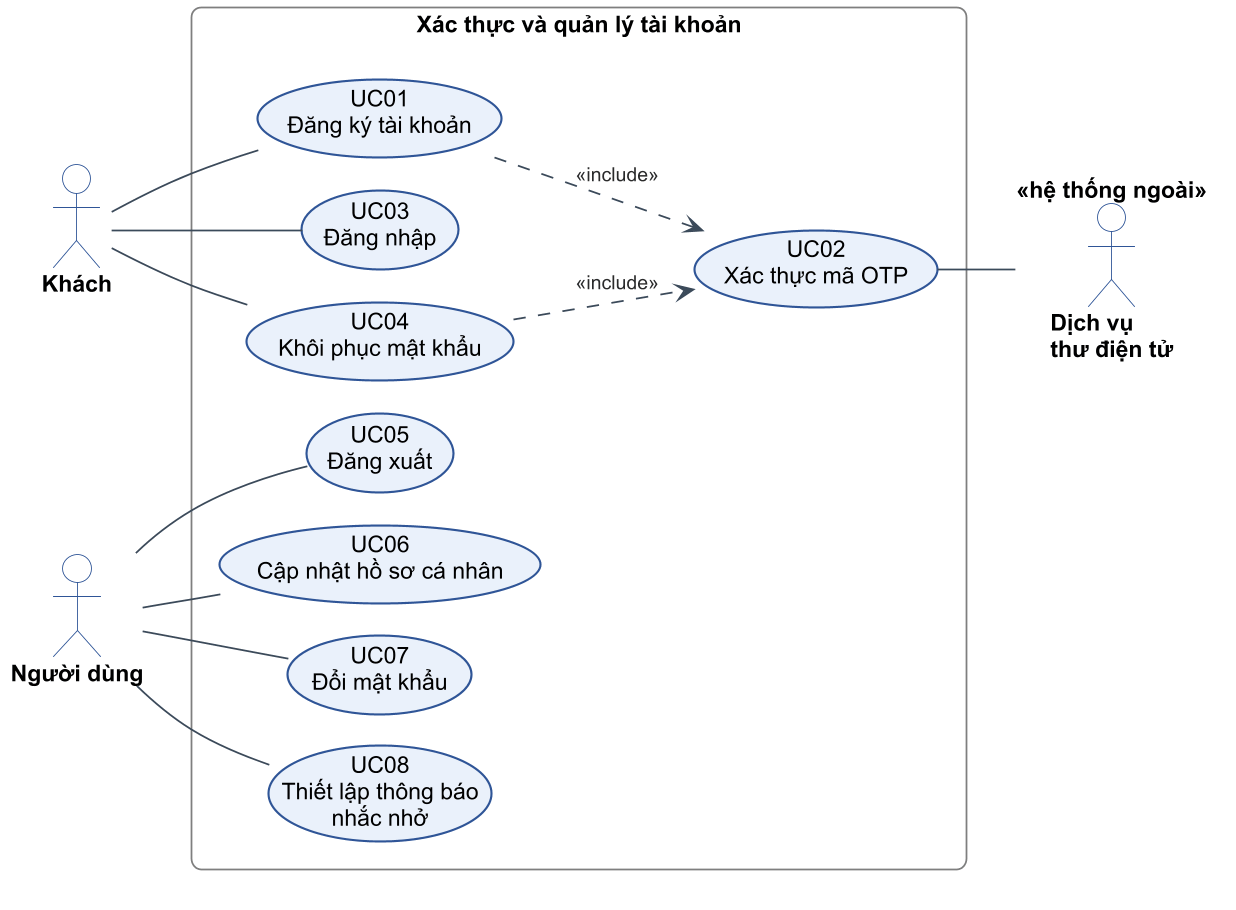 Xác thực và quản lý tài khoản
UC01
Đăng ký tài khoản
«include»
«hệ thống ngoài»
UC03
Đăng nhập
UC02
Xác thực mã OTP
Khách
«include»
UC04
Khôi phục mật khẩu
Dịch vụ
thư điện tử
UC05
Đăng xuất
UC06
Cập nhật hồ sơ cá nhân
Người dùng
UC07
Đổi mật khẩu
UC08
Thiết lập thông báo
nhắc nhở